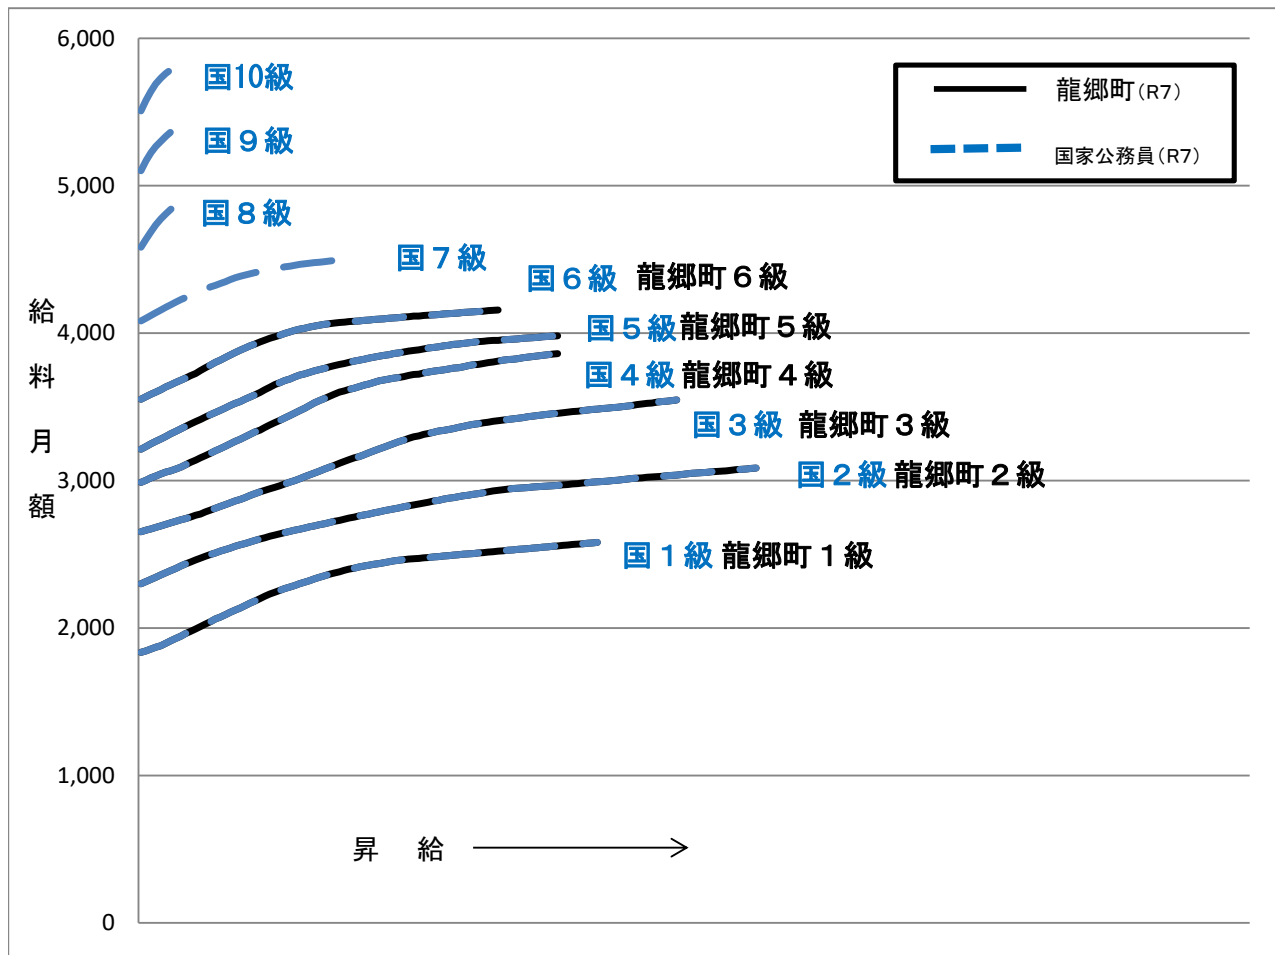 6,000
5,000
4,000
3,000
2,000
1,000
0
給料月額
国10級
国９級
国８級
国７級
国６級 龍郷町６級
国５級 龍郷町５級
国４級 龍郷町４級
国３級 龍郷町３級
国２級 龍郷町２級
国１級 龍郷町１級
龍郷町(R7)
国家公務員(R7)
昇 給